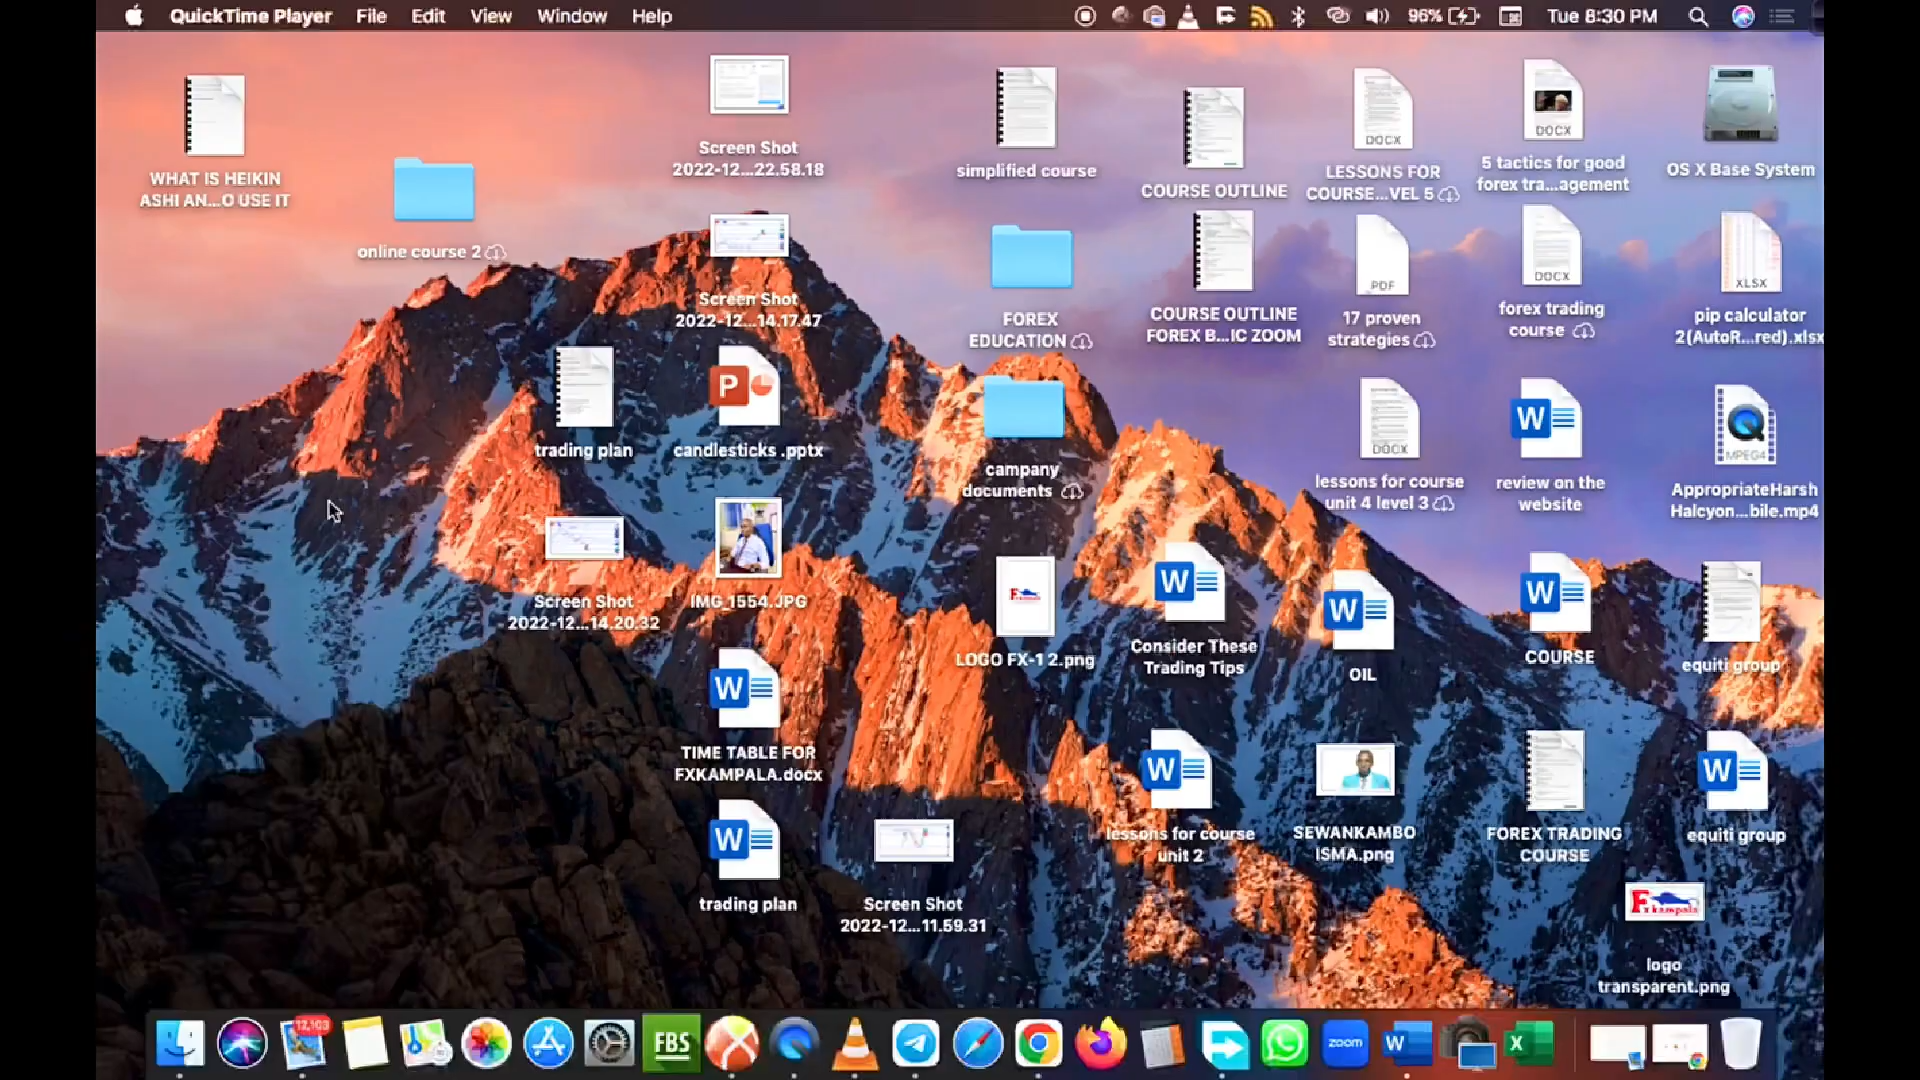 QuickTime Player File Edit View Window Help 96% Tue 8:30 PM
WHAT IS HEIKIN
ASHI AN...O USE IT
online course 2
Screen Shot
2022-12...22.58.18
Screen Shot
2022-12...14.17.47
trading plan
candlesticks .pptx
Screen Shot
2022-12...14.20.32
IMG_1554.JPG
TIME TABLE FOR
FXKAMPALA.docx
trading plan
Screen Shot
2022-12...11.59.31
simplified course
FOREX
EDUCATION
campany
documents
LOGO FX-1 2.png
COURSE OUTLINE
COURSE OUTLINE
FOREX B...IC ZOOM
Consider These
Trading Tips
lessons for course
unit 2
DOCX
LESSONS FOR
COURSE...VEL 5
PDF
17 proven
strategies
DOCX
lessons for course
unit 4 level 3
OIL
SEWANKAMBO
ISMA.png
DOCX
5 tactics for good
forex tra...agement
DOCX
forex trading
course
review on the
website
COURSE
FOREX TRADING
COURSE
OS X Base System
XLSX
pip calculator
2(AutoR...red).xlsx
MPEG4
AppropriateHarsh
Halcyon...bile.mp4
equiti group
equiti group
Fxkampala
logo
transparent.png
12,103
FBS
zoom